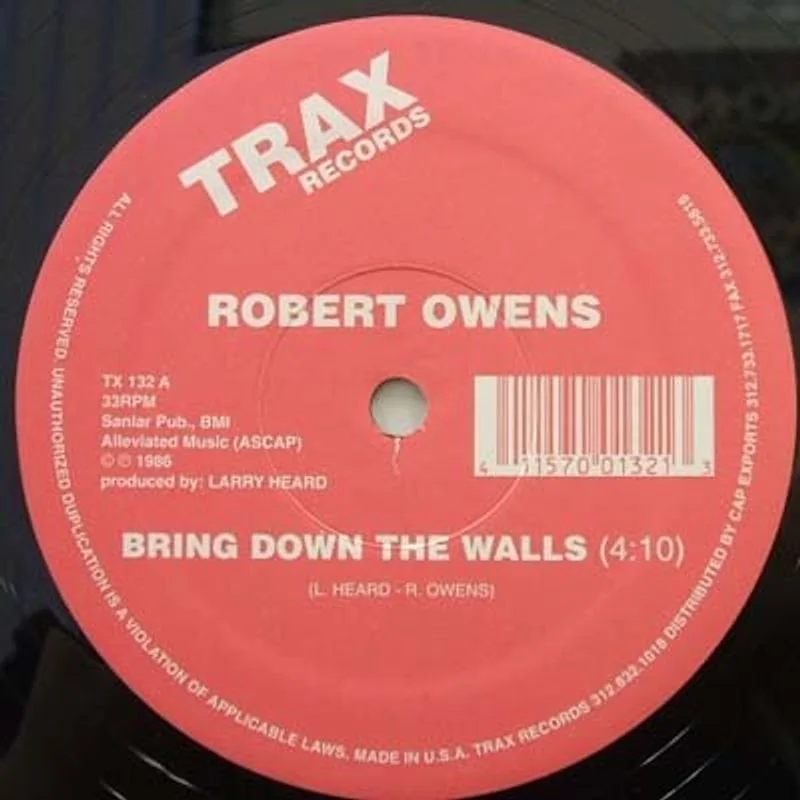 TRAX
RECORDS
ROBERT OWENS
TX 132 A
33RPM
Sanlar Pub., BMI
Alleviated Music (ASCAP)
© ℗ 1986
produced by: LARRY HEARD
4 11570 01321 3
BRING DOWN THE WALLS (4:10)
(L. HEARD - R. OWENS)
ALL RIGHTS RESERVED. UNAUTHORIZED DUPLICATION IS A VIOLATION OF APPLICABLE LAWS. MADE IN U.S.A. TRAX RECORDS 312.832.1018 DISTRIBUTED BY CAP EXPORTS 312.733.1717 FAX 312.733.5818